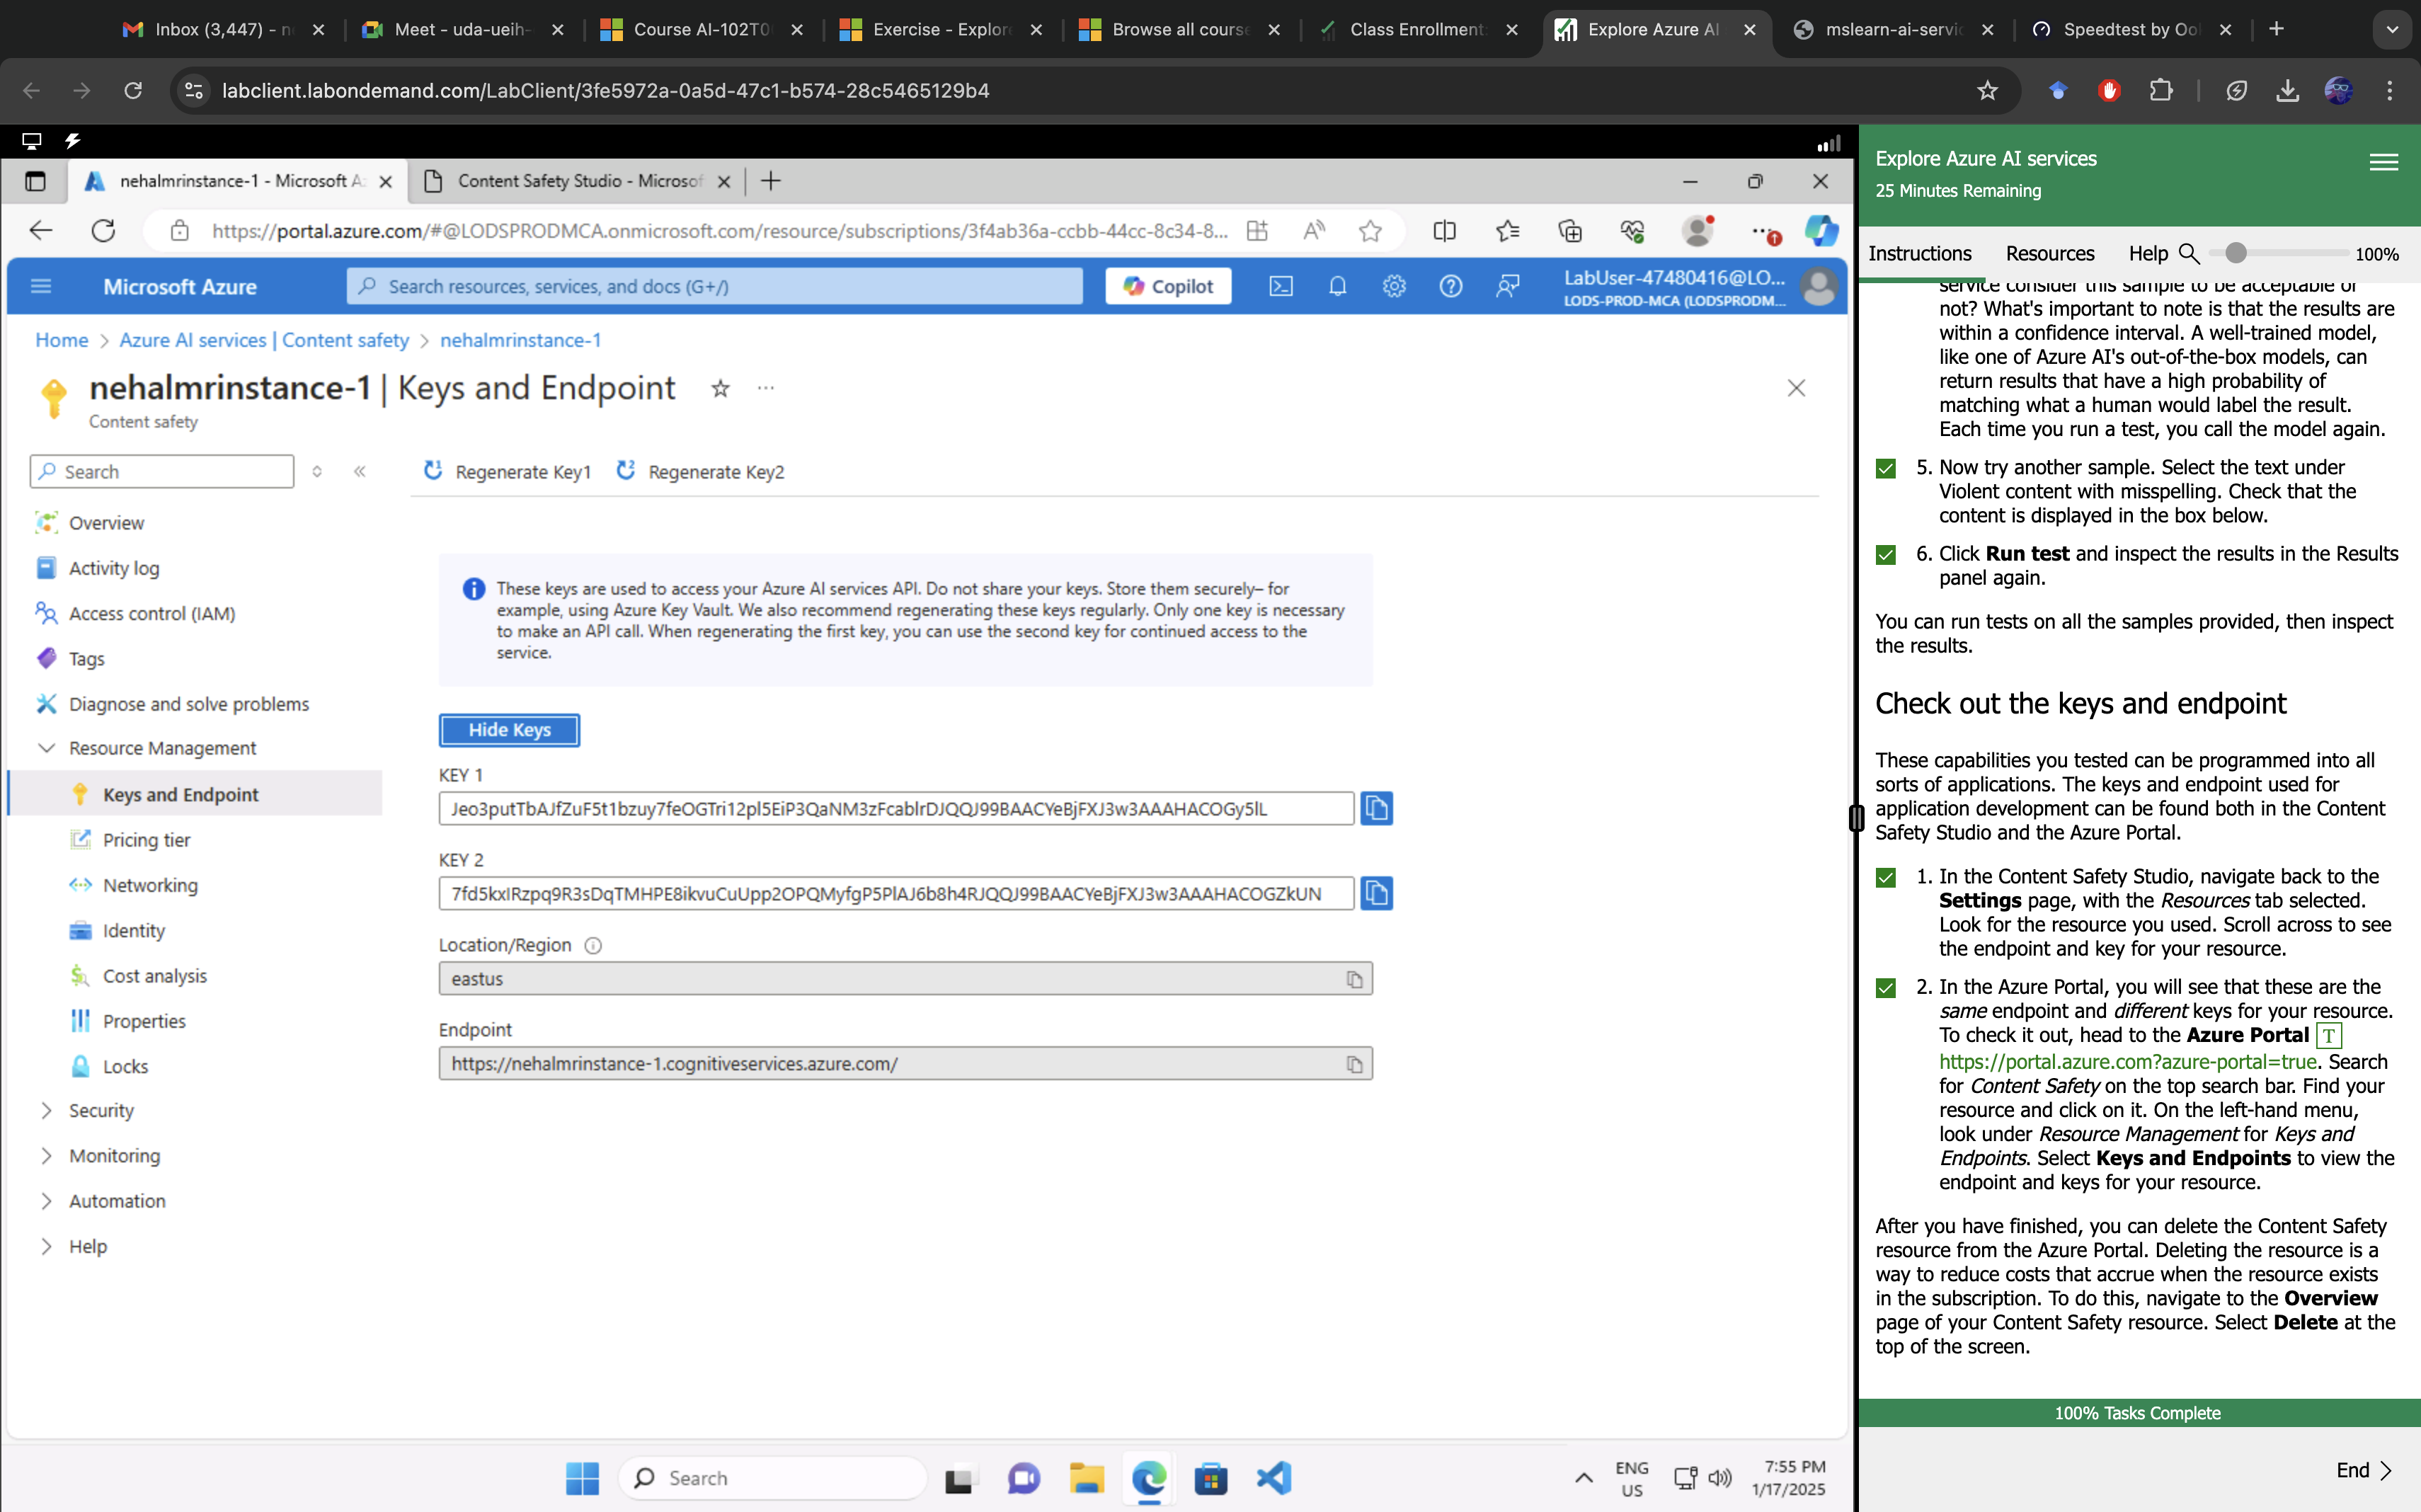 Inbox (3,447) - n
Meet - uda-ueih-
Course AI-102T0
Exercise - Explore
Browse all course
Class Enrollment
Explore Azure AI
mslearn-ai-servic
Speedtest by Ool
labclient.labondemand.com/LabClient/3fe5972a-0a5d-47c1-b574-28c5465129b4
nehalmrinstance-1 - Microsoft A
Content Safety Studio - Microsof
https://portal.azure.com/#@LODSPRODMCA.onmicrosoft.com/resource/subscriptions/3f4ab36a-ccbb-44cc-8c34-8...
Microsoft Azure
Search resources, services, and docs (G+/)
Copilot
LabUser-47480416@LO...
LODS-PROD-MCA (LODSPRODM...
Home > Azure AI services | Content safety > nehalmrinstance-1
nehalmrinstance-1 | Keys and Endpoint
Content safety
Search
Regenerate Key1
Regenerate Key2
Overview
Activity log
Access control (IAM)
Tags
Diagnose and solve problems
Resource Management
Keys and Endpoint
Pricing tier
Networking
Identity
Cost analysis
Properties
Locks
Security
Monitoring
Automation
Help
These keys are used to access your Azure AI services API. Do not share your keys. Store them securely– for
example, using Azure Key Vault. We also recommend regenerating these keys regularly. Only one key is necessary
to make an API call. When regenerating the first key, you can use the second key for continued access to the
service.
Hide Keys
KEY 1
Jeo3putTbAJfZuF5t1bzuy7feOGTri12pl5EiP3QaNM3zFcablrDJQQJ99BAACYeBjFXJ3w3AAAHACOGy5lL
KEY 2
7fd5kxIRzpq9R3sDqTMHPE8ikvuCuUpp2OPQMyfgP5PlAJ6b8h4RJQQJ99BAACYeBjFXJ3w3AAAHACOGZkUN
Location/Region
eastus
Endpoint
https://nehalmrinstance-1.cognitiveservices.azure.com/
Search
ENG
US
7:55 PM
1/17/2025
Explore Azure AI services
25 Minutes Remaining
Instructions
Resources
Help
100%
service consider this sample to be acceptable or
not? What's important to note is that the results are
within a confidence interval. A well-trained model,
like one of Azure AI's out-of-the-box models, can
return results that have a high probability of
matching what a human would label the result.
Each time you run a test, you call the model again.
5. Now try another sample. Select the text under
Violent content with misspelling. Check that the
content is displayed in the box below.
6. Click Run test and inspect the results in the Results
panel again.
You can run tests on all the samples provided, then inspect
the results.
Check out the keys and endpoint
These capabilities you tested can be programmed into all
sorts of applications. The keys and endpoint used for
application development can be found both in the Content
Safety Studio and the Azure Portal.
1. In the Content Safety Studio, navigate back to the
Settings page, with the Resources tab selected.
Look for the resource you used. Scroll across to see
the endpoint and key for your resource.
2. In the Azure Portal, you will see that these are the
same endpoint and different keys for your resource.
To check it out, head to the Azure Portal T
https://portal.azure.com?azure-portal=true. Search
for Content Safety on the top search bar. Find your
resource and click on it. On the left-hand menu,
look under Resource Management for Keys and
Endpoints. Select Keys and Endpoints to view the
endpoint and keys for your resource.
After you have finished, you can delete the Content Safety
resource from the Azure Portal. Deleting the resource is a
way to reduce costs that accrue when the resource exists
in the subscription. To do this, navigate to the Overview
page of your Content Safety resource. Select Delete at the
top of the screen.
100% Tasks Complete
End